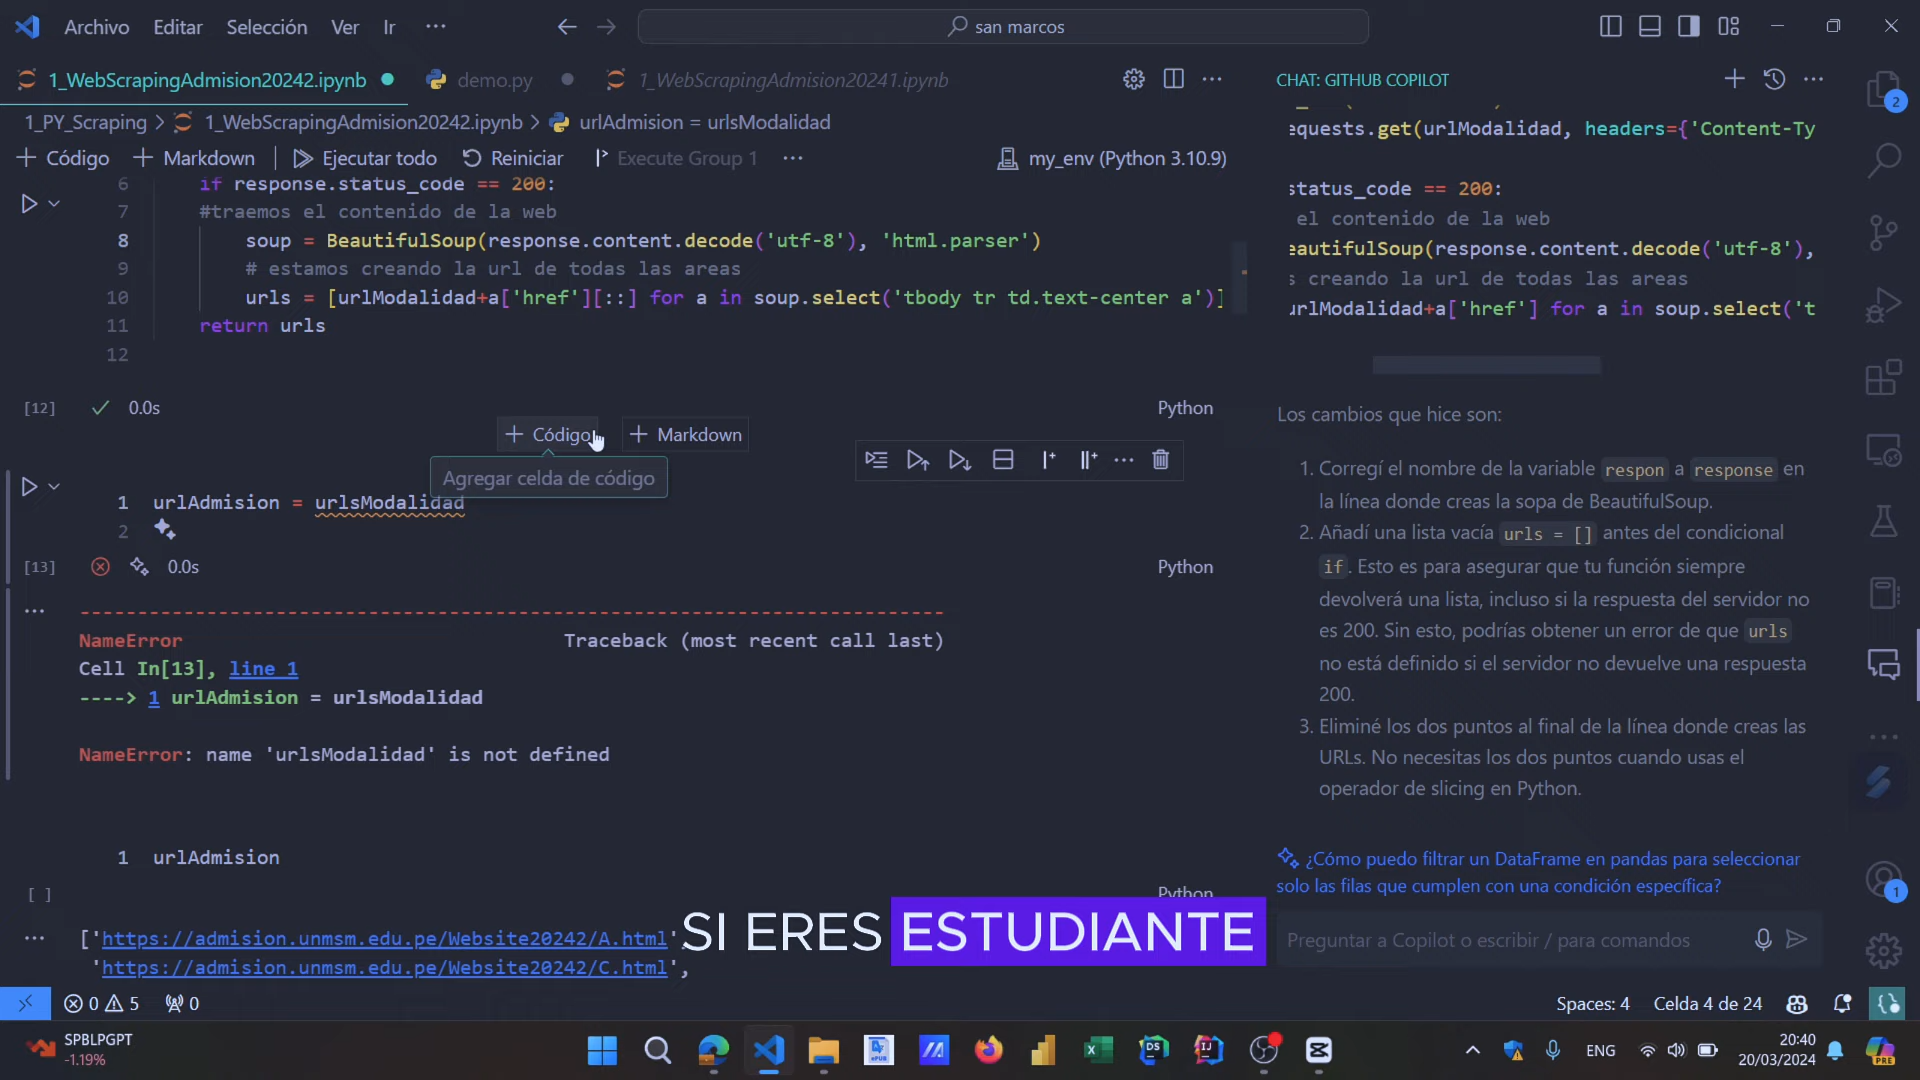 Archivo Editar Selección Ver Ir ···
san marcos
1_WebScrapingAdmision20242.ipynb
demo.py
1_WebScrapingAdmision20241.ipynb
1_PY_Scraping > 1_WebScrapingAdmision20242.ipynb > urlAdmision = urlsModalidad
+ Código + Markdown | Ejecutar todo Reiniciar Execute Group 1 ···
my_env (Python 3.10.9)
6 if response.status_code == 200:
7 #traemos el contenido de la web
8 soup = BeautifulSoup(response.content.decode('utf-8'), 'html.parser')
9 # estamos creando la url de todas las areas
10 urls = [urlModalidad+a['href'][::] for a in soup.select('tbody tr td.text-center a')]
11 return urls
12
[12] 0.0s
Python
+ Código + Markdown
Agregar celda de código
1 urlAdmision = urlsModalidad
2
[13] 0.0s
Python
---------------------------------------------------------------------------
NameError Traceback (most recent call last)
Cell In[13], line 1
----> 1 urlAdmision = urlsModalidad
NameError: name 'urlsModalidad' is not defined
1 urlAdmision
[ ]
Python
['https://admision.unmsm.edu.pe/Website20242/A.html',
'https://admision.unmsm.edu.pe/Website20242/C.html',
SI ERES ESTUDIANTE
CHAT: GITHUB COPILOT
equests.get(urlModalidad, headers={'Content-Ty
status_code == 200:
el contenido de la web
eautifulSoup(response.content.decode('utf-8'),
s creando la url de todas las areas
urlModalidad+a['href'] for a in soup.select('t
Los cambios que hice son:
1. Corregí el nombre de la variable respon a response en
la línea donde creas la sopa de BeautifulSoup.
2. Añadí una lista vacía urls = [] antes del condicional
if. Esto es para asegurar que tu función siempre
devolverá una lista, incluso si la respuesta del servidor no
es 200. Sin esto, podrías obtener un error de que urls
no está definido si el servidor no devuelve una respuesta
200.
3. Eliminé los dos puntos al final de la línea donde creas las
URLs. No necesitas los dos puntos cuando usas el
operador de slicing en Python.
¿Cómo puedo filtrar un DataFrame en pandas para seleccionar
solo las filas que cumplen con una condición específica?
Preguntar a Copilot o escribir / para comandos
2
1
0 5 0
Spaces: 4 Celda 4 de 24
SPBLPGPT
-1.19%
DS
IJ
ENG
20:40
20/03/2024
PRE